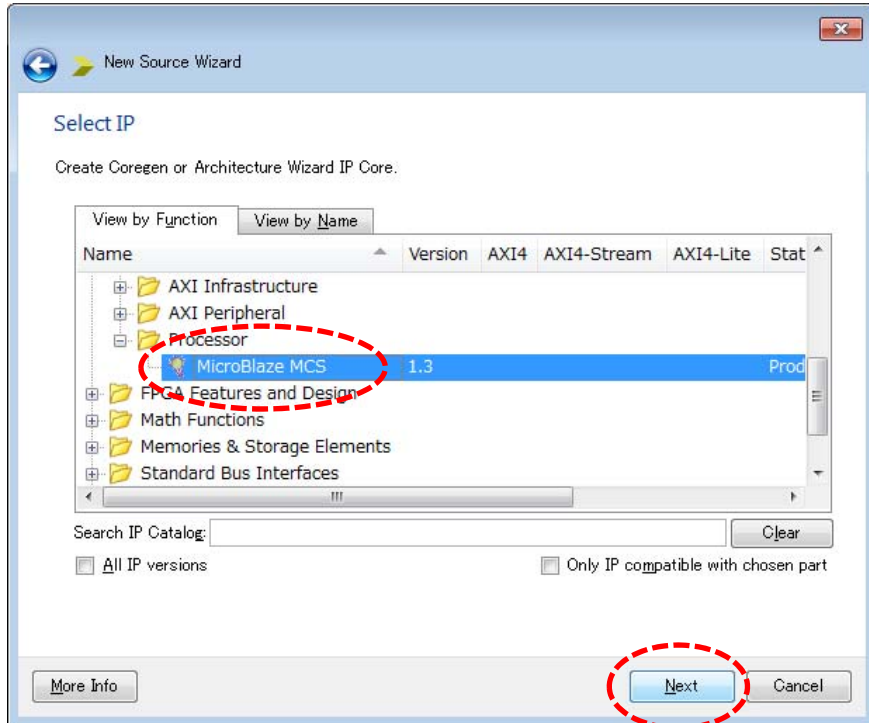 New Source Wizard
Select IP
Create Coregen or Architecture Wizard IP Core.
View by Function View by Name
Name Version AXI4 AXI4-Stream AXI4-Lite Stat
AXI Infrastructure
AXI Peripheral
Processor
MicroBlaze MCS 1.3 Prod
FPGA Features and Design
Math Functions
Memories & Storage Elements
Standard Bus Interfaces
Search IP Catalog: Clear
All IP versions Only IP compatible with chosen part
More Info Next Cancel